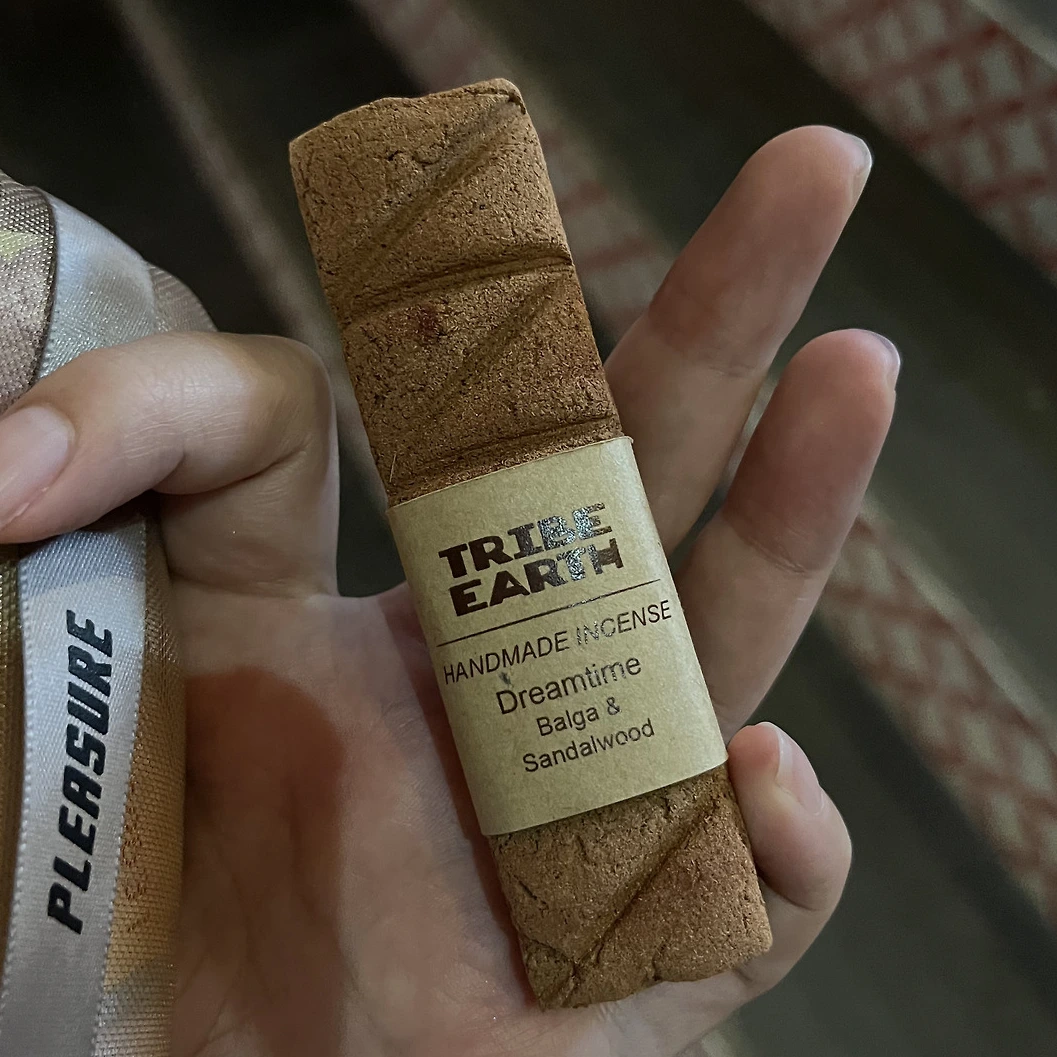 PLEASURE
TRIBE
EARTH
HANDMADE INCENSE
Dreamtime
Balga &
Sandalwood